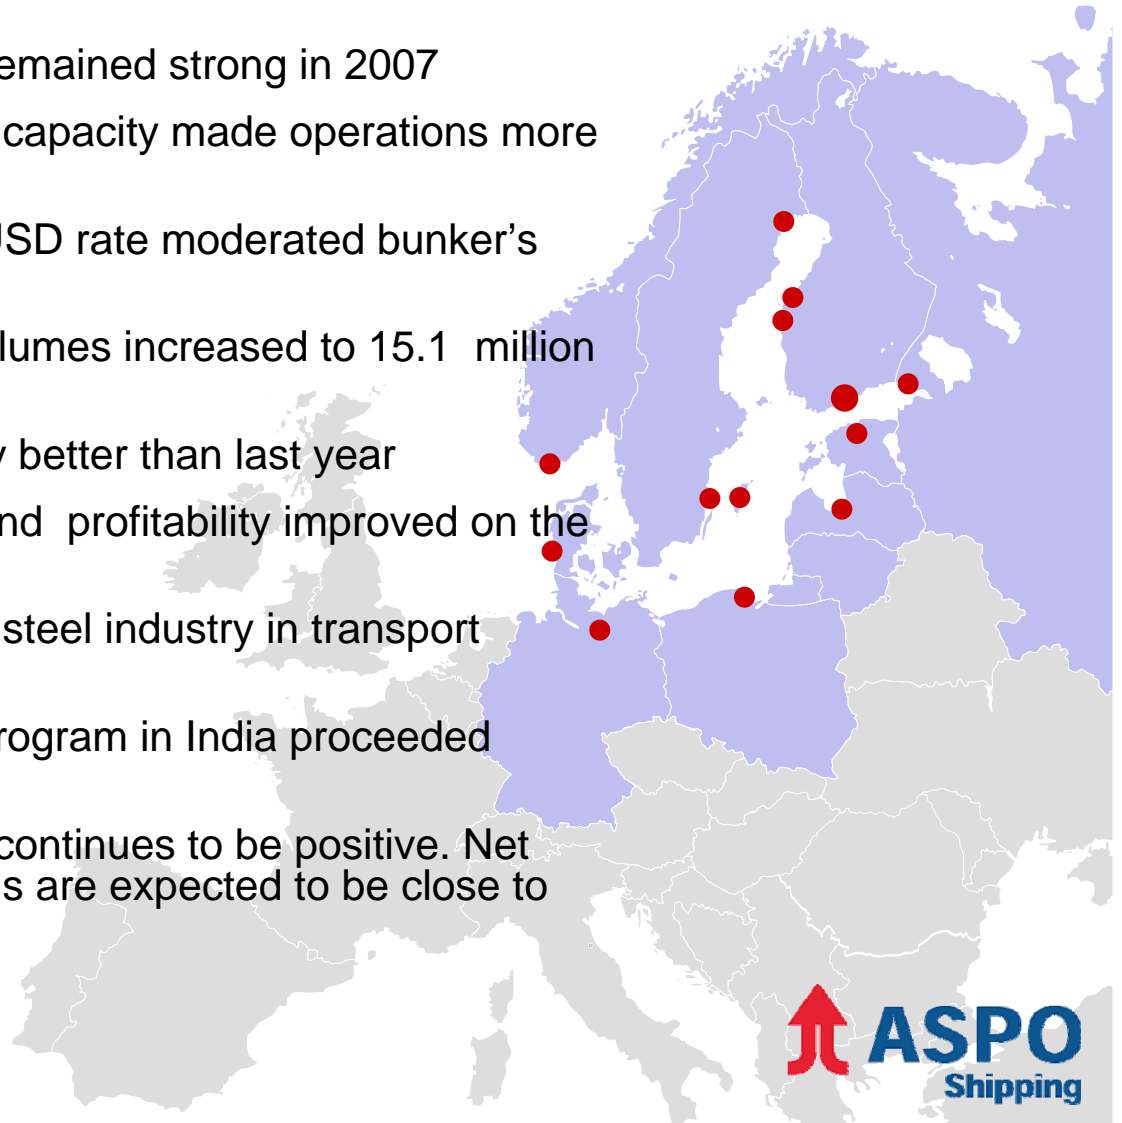 emained strong in 2007
capacity made operations more
USD rate moderated bunker's
lumes increased to 15.1 million
y better than last year
nd profitability improved on the
steel industry in transport
rogram in India proceeded
continues to be positive. Net
s are expected to be close to
ASPO
Shipping